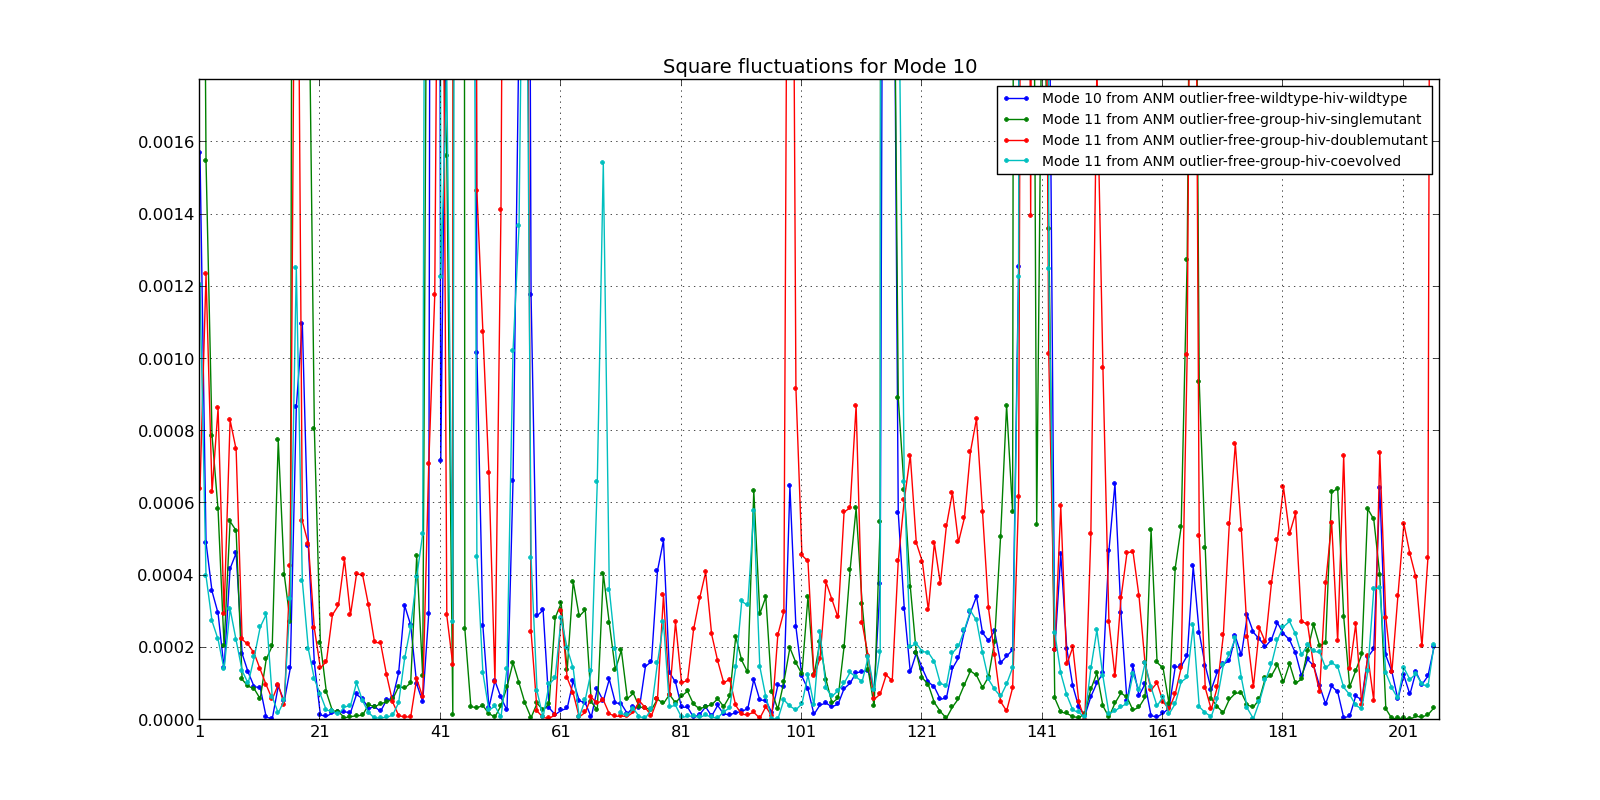 Square fluctuations for Mode 10
Mode 10 from ANM outlier-free-wildtype-hiv-wildtype
Mode 11 from ANM outlier-free-group-hiv-singlemutant
Mode 11 from ANM outlier-free-group-hiv-doublemutant
Mode 11 from ANM outlier-free-group-hiv-coevolved
0.0016
0.0014
0.0012
0.0010
0.0008
0.0006
0.0004
0.0002
0.0000
1 21 41 61 81 101 121 141 161 181 201